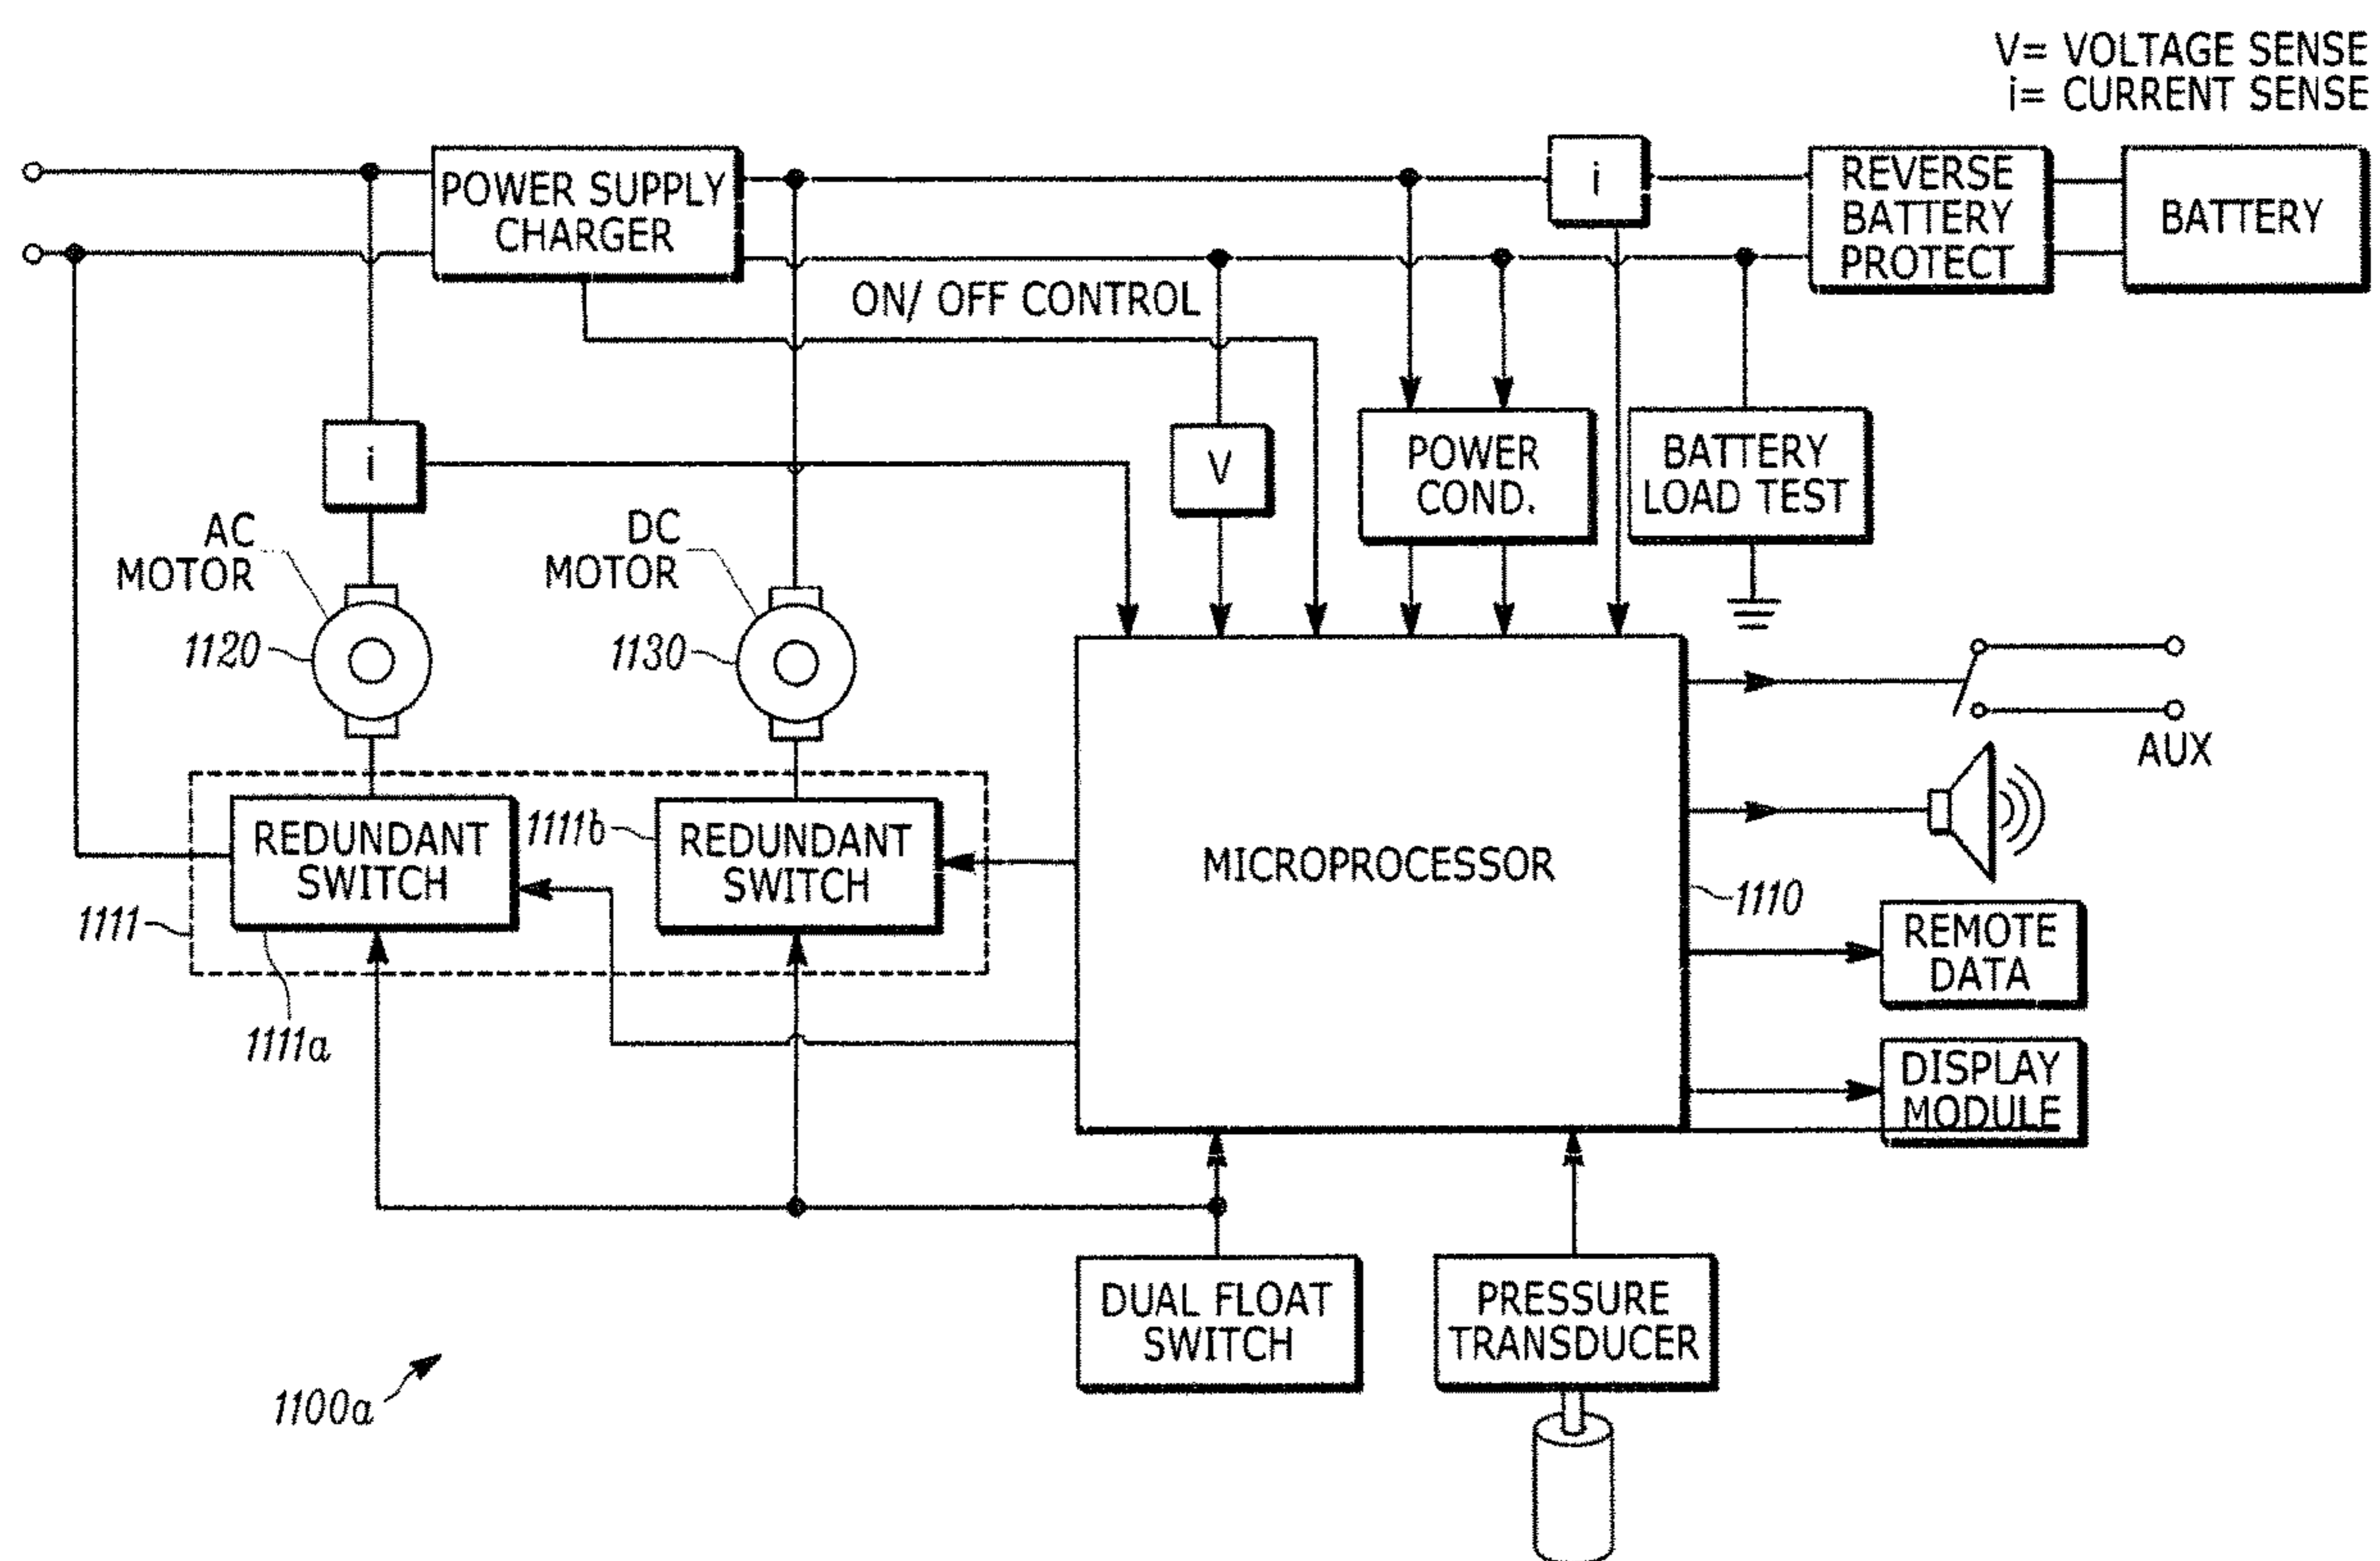 V= VOLTAGE SENSE
i= CURRENT SENSE
POWER SUPPLY
CHARGER
i
REVERSE
BATTERY
PROTECT
BATTERY
ON/ OFF CONTROL
i
V
POWER
COND.
BATTERY
LOAD TEST
AC
MOTOR
DC
MOTOR
1120
1130
AUX
REDUNDANT
SWITCH
1111b
REDUNDANT
SWITCH
MICROPROCESSOR
1110
1111
REMOTE
DATA
1111a
DISPLAY
MODULE
DUAL FLOAT
SWITCH
PRESSURE
TRANSDUCER
1100a